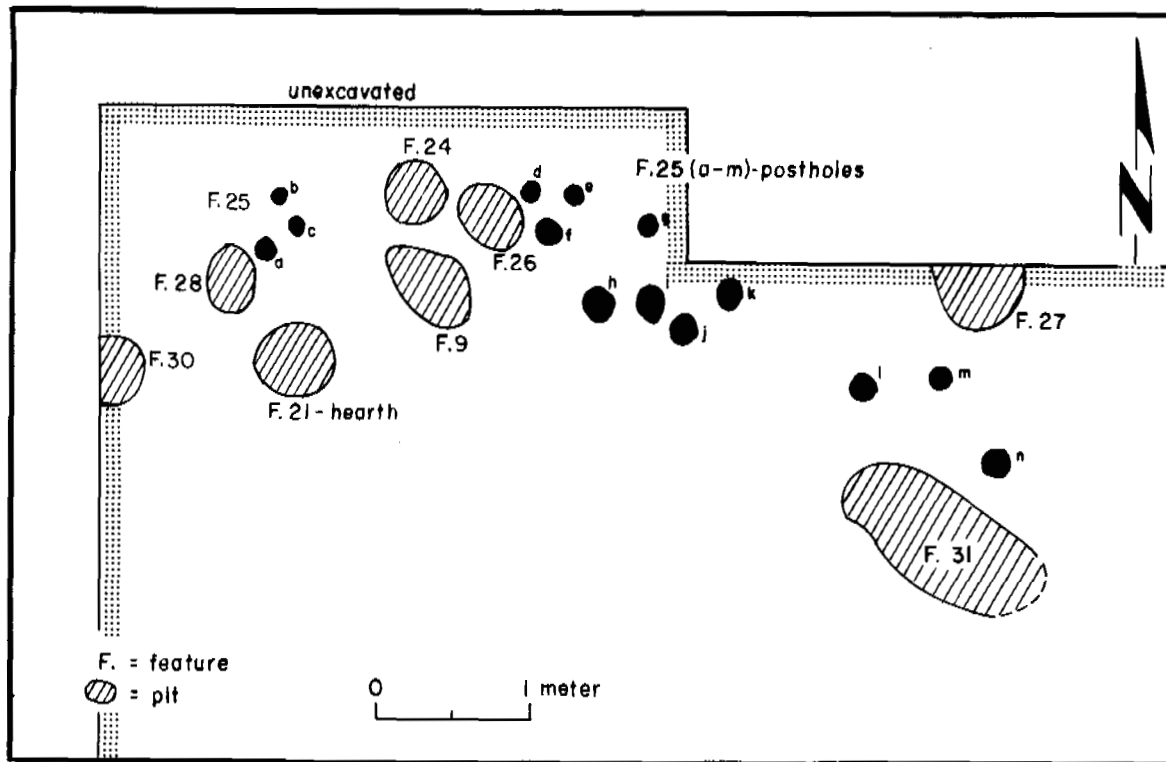 unexcavated
F. 24
F. 25 (a-m)-postholes
b
F. 25
c
a
d
e
f
g
F. 26
F. 28
h
j
k
F. 27
F. 9
F. 30
F. 21 - hearth
l
m
n
F. 31
N
F. = feature
= pit
0
1 meter